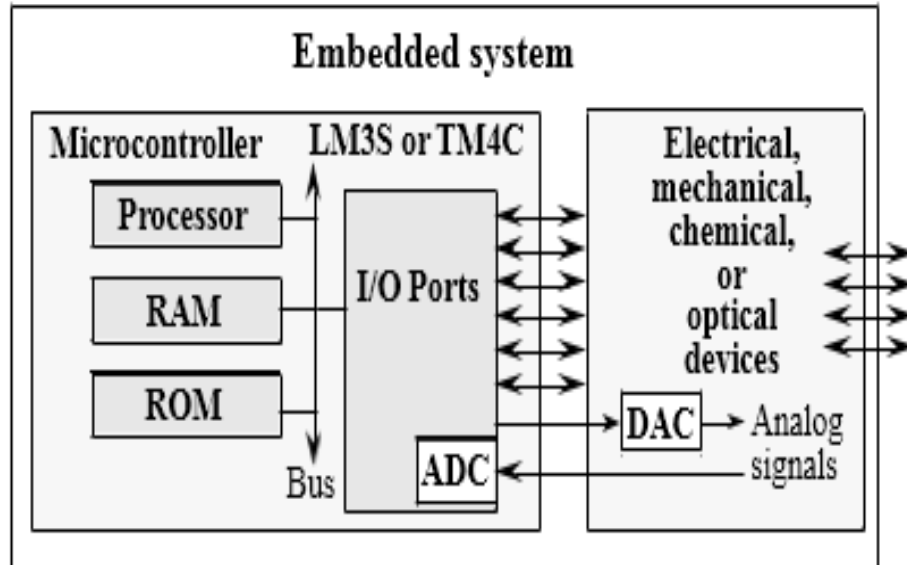 Embedded system
Microcontroller
LM3S or TM4C
Processor
RAM
ROM
Bus
I/O Ports
ADC
Electrical,
mechanical,
chemical,
or
optical
devices
DAC
Analog
signals